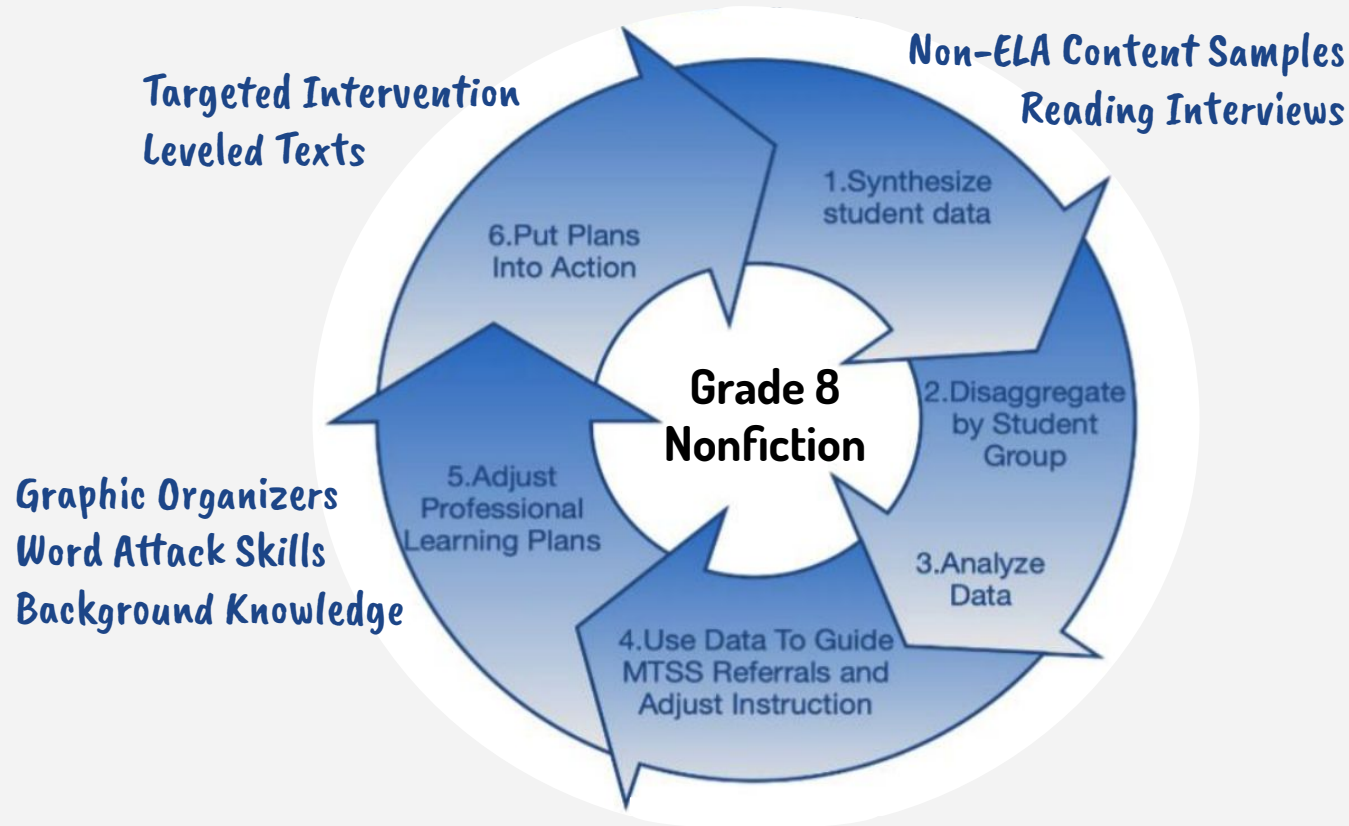 Targeted Intervention
Leveled Texts
Non-ELA Content Samples
Reading Interviews
1.Synthesize
student data
2.Disaggregate
by Student
Group
3.Analyze
Data
4.Use Data To Guide
MTSS Referrals and
Adjust Instruction
5.Adjust
Professional
Learning Plans
6.Put Plans
Into Action
Grade 8
Nonfiction
Graphic Organizers
Word Attack Skills
Background Knowledge